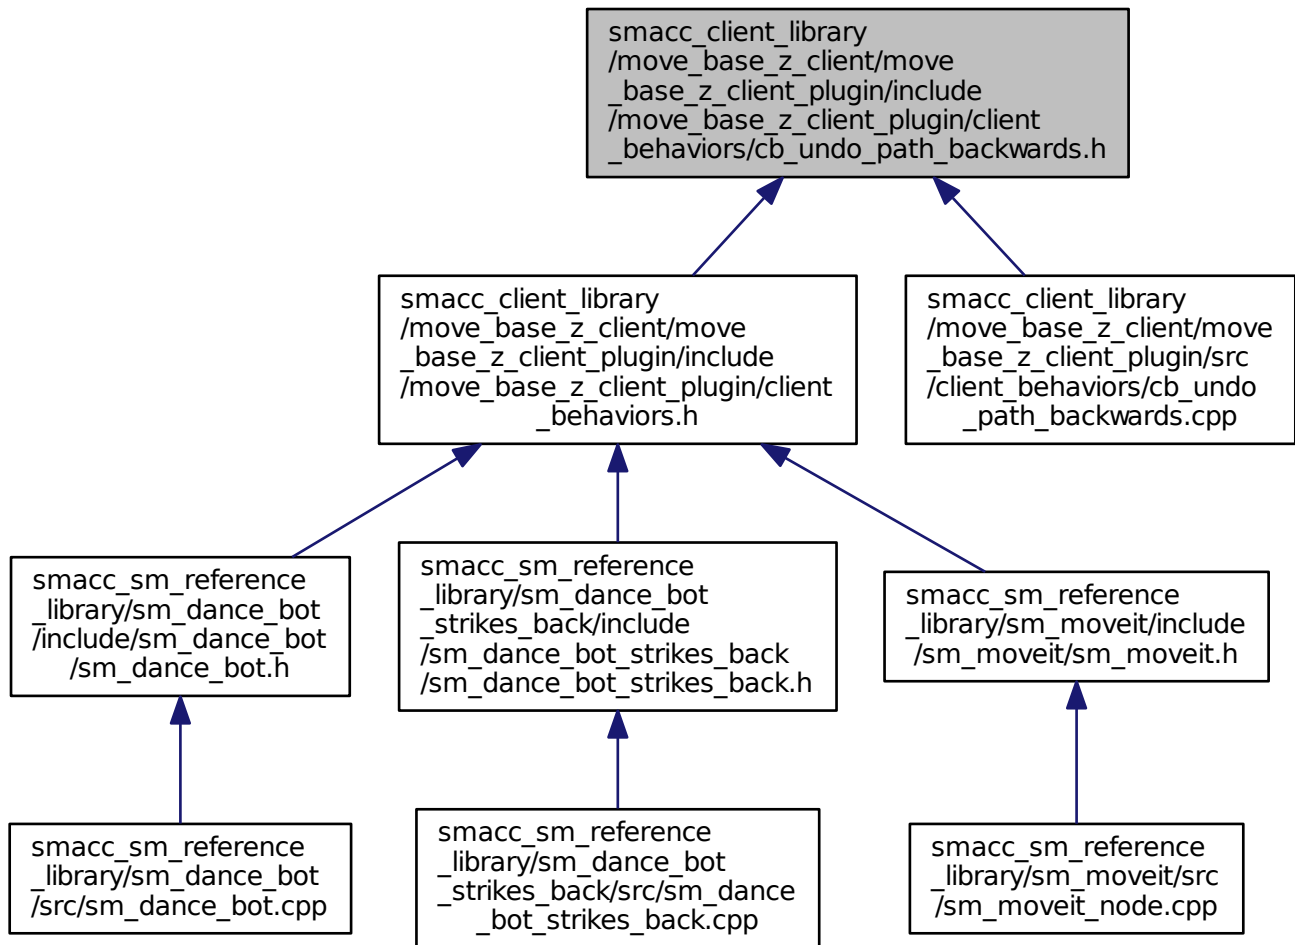 smacc_client_library
/move_base_z_client/move
_base_z_client_plugin/include
/move_base_z_client_plugin/client
_behaviors/cb_undo_path_backwards.h
smacc_client_library
/move_base_z_client/move
_base_z_client_plugin/include
/move_base_z_client_plugin/client
_behaviors.h
smacc_client_library
/move_base_z_client/move
_base_z_client_plugin/src
/client_behaviors/cb_undo
_path_backwards.cpp
smacc_sm_reference
_library/sm_dance_bot
/include/sm_dance_bot
/sm_dance_bot.h
smacc_sm_reference
_library/sm_dance_bot
_strikes_back/include
/sm_dance_bot_strikes_back
/sm_dance_bot_strikes_back.h
smacc_sm_reference
_library/sm_moveit/include
/sm_moveit/sm_moveit.h
smacc_sm_reference
_library/sm_dance_bot
/src/sm_dance_bot.cpp
smacc_sm_reference
_library/sm_dance_bot
_strikes_back/src/sm_dance
_bot_strikes_back.cpp
smacc_sm_reference
_library/sm_moveit/src
/sm_moveit_node.cpp